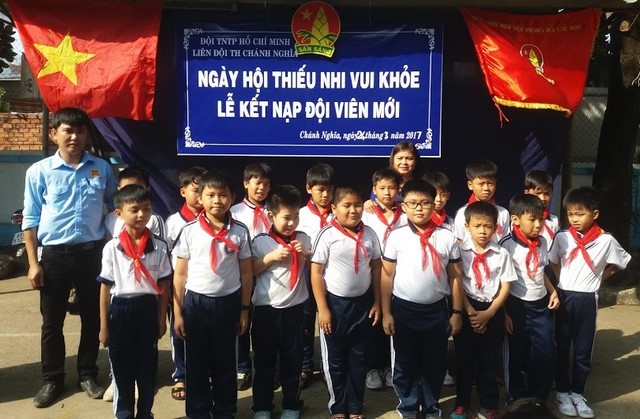 ĐỘI TNTP HỒ CHÍ MINH
LIÊN ĐỘI TH CHÁNH NGHĨA
SẴN SÀNG
NGÀY HỘI THIẾU NHI VUI KHỎE
LỄ KẾT NẠP ĐỘI VIÊN MỚI
Chánh Nghĩa, ngày 26 tháng 3 năm 2017